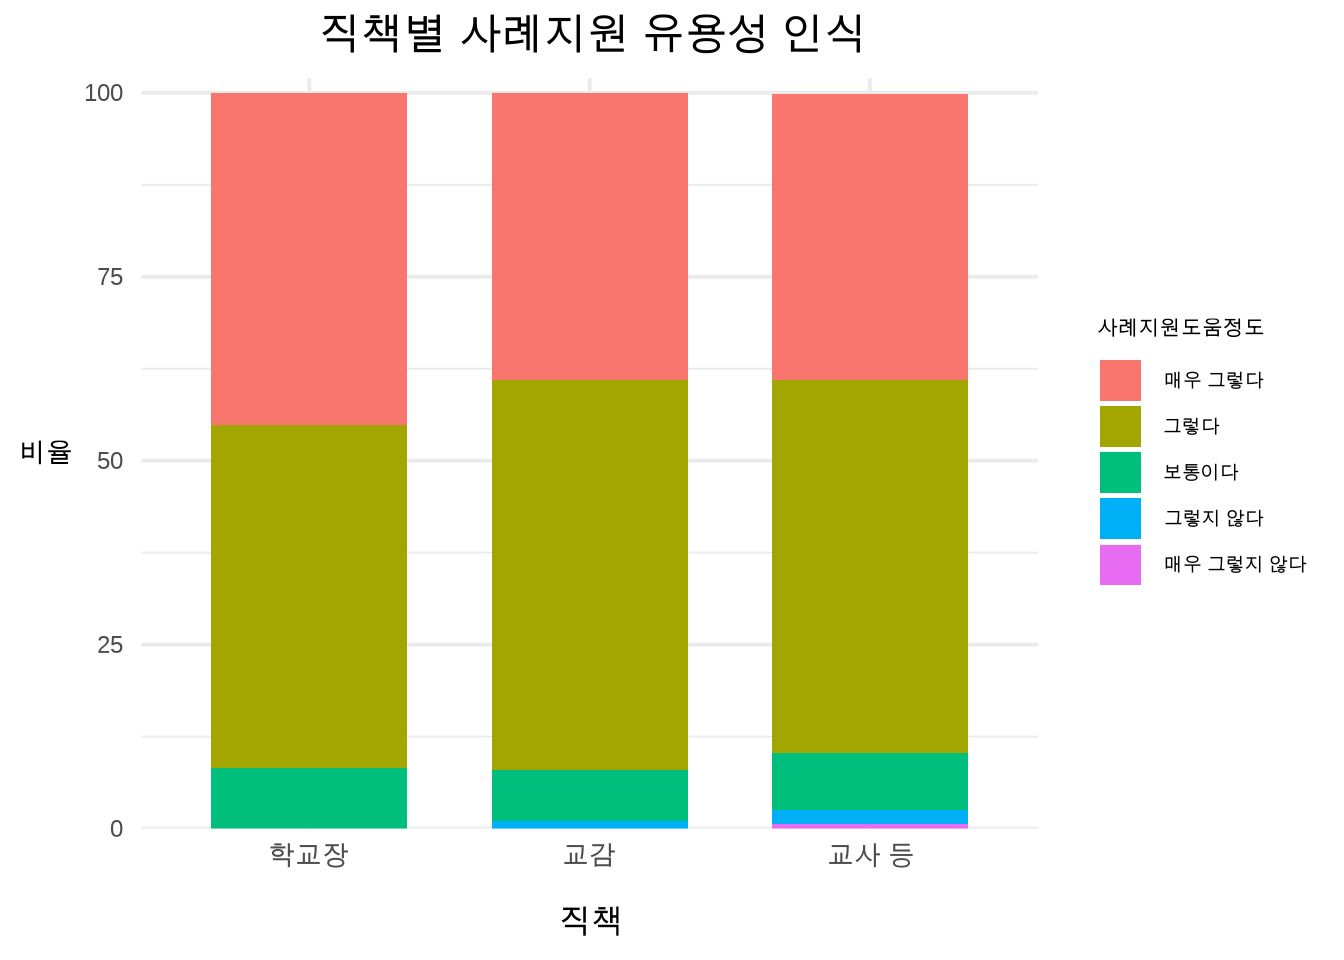 직책별 사례지원 유용성 인식
100
75
50
25
0
비율
학교장
교감
교사 등
직책
사례지원도움정도
매우 그렇다
그렇다
보통이다
그렇지 않다
매우 그렇지 않다